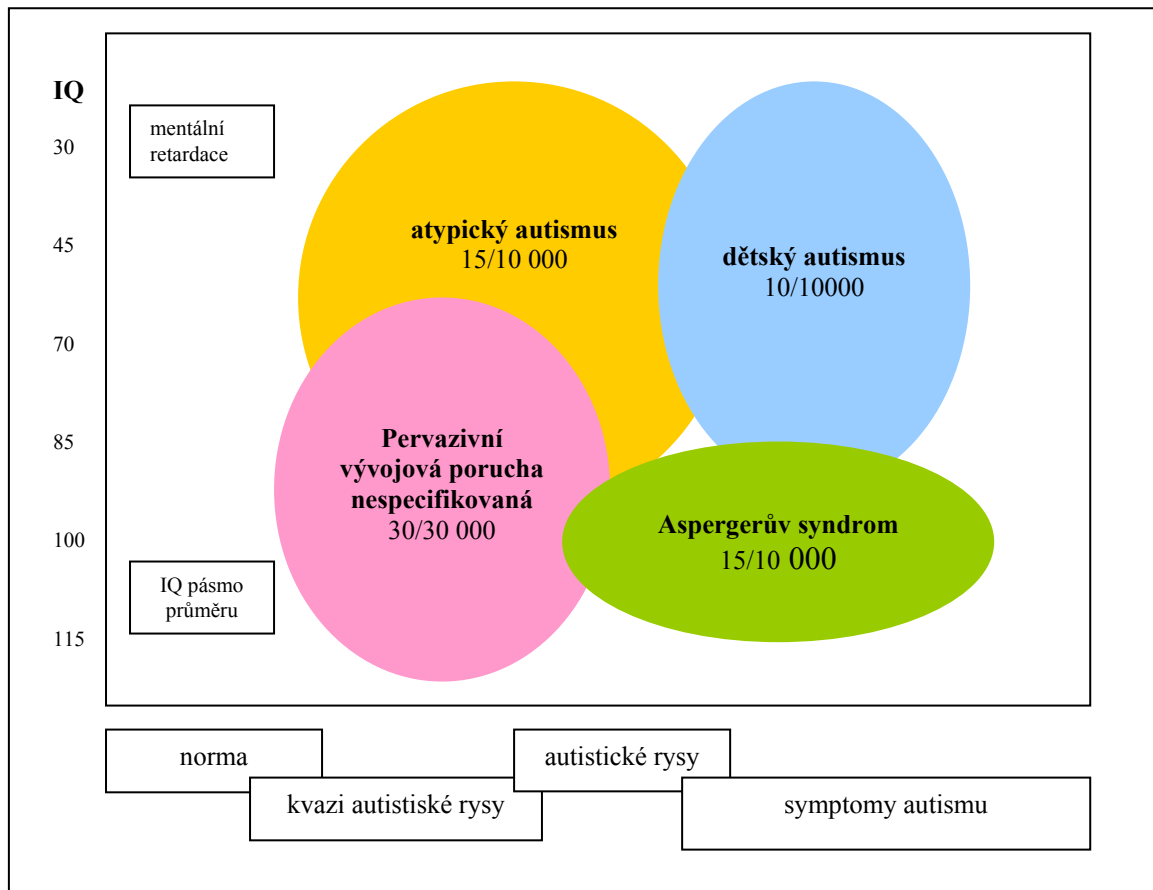 IQ
mentální
retardace
30
45
70
85
100
115
atypický autismus
15/10 000
dětský autismus
10/10000
Pervazivní
vývojová porucha
nespecifikovaná
30/30 000
Aspergerův syndrom
15/10 000
IQ pásmo
průměru
norma
autistické rysy
kvazi autistiské rysy
symptomy autismu